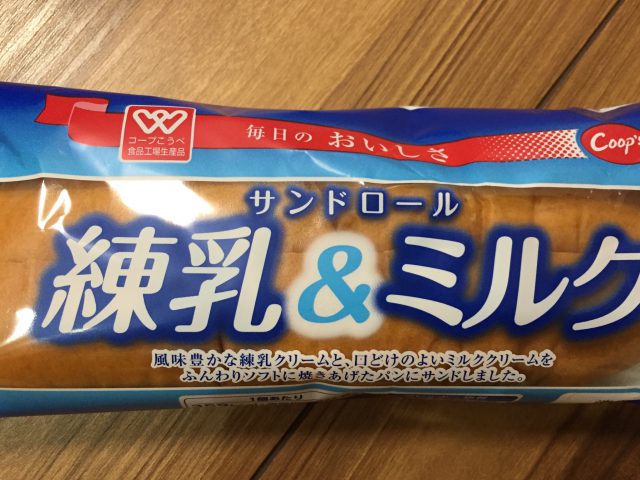 コープこうべ
食品工場生産品
毎日の おいしさ
Coop's
サンドロール
練乳&ミルク
風味豊かな練乳クリームと、口どけのよいミルククリームを
ふんわりソフトに焼きあげたパンにサンドしました。
1個あたり